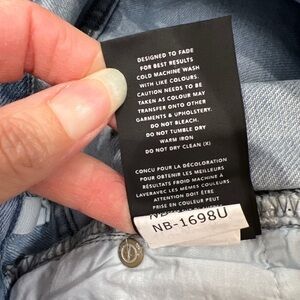 DESIGNED TO FADE
FOR BEST RESULTS
COLD MACHINE WASH
WITH LIKE COLOURS.
CAUTION NEEDS TO BE
TAKEN AS COLOUR MAY
TRANSFER ONTO OTHER
GARMENTS & UPHOLSTERY.
DO NOT BLEACH.
DO NOT TUMBLE DRY
WARM IRON
DO NOT DRY CLEAN (X)
CONÇU POUR LA DÉCOLORATION
POUR OBTENIR LES MEILLEURS
RÉSULTATS FROID MACHINE À
LAVERAVEC LES MÊMES COULEURS
ATTENTION DOIT ÊTRE
PRISE EN COULEUR PEUT
NB-1698U